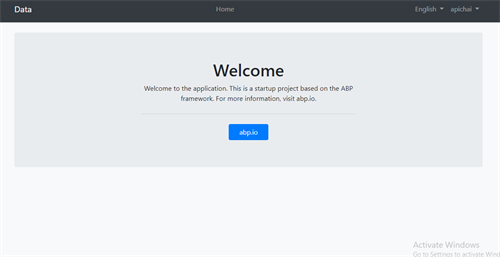 Data Home English apichai
Welcome
Welcome to the application. This is a startup project based on the ABP
framework. For more information, visit abp.io.
abp.io
Activate Windows
Go to Settings to activate Wind